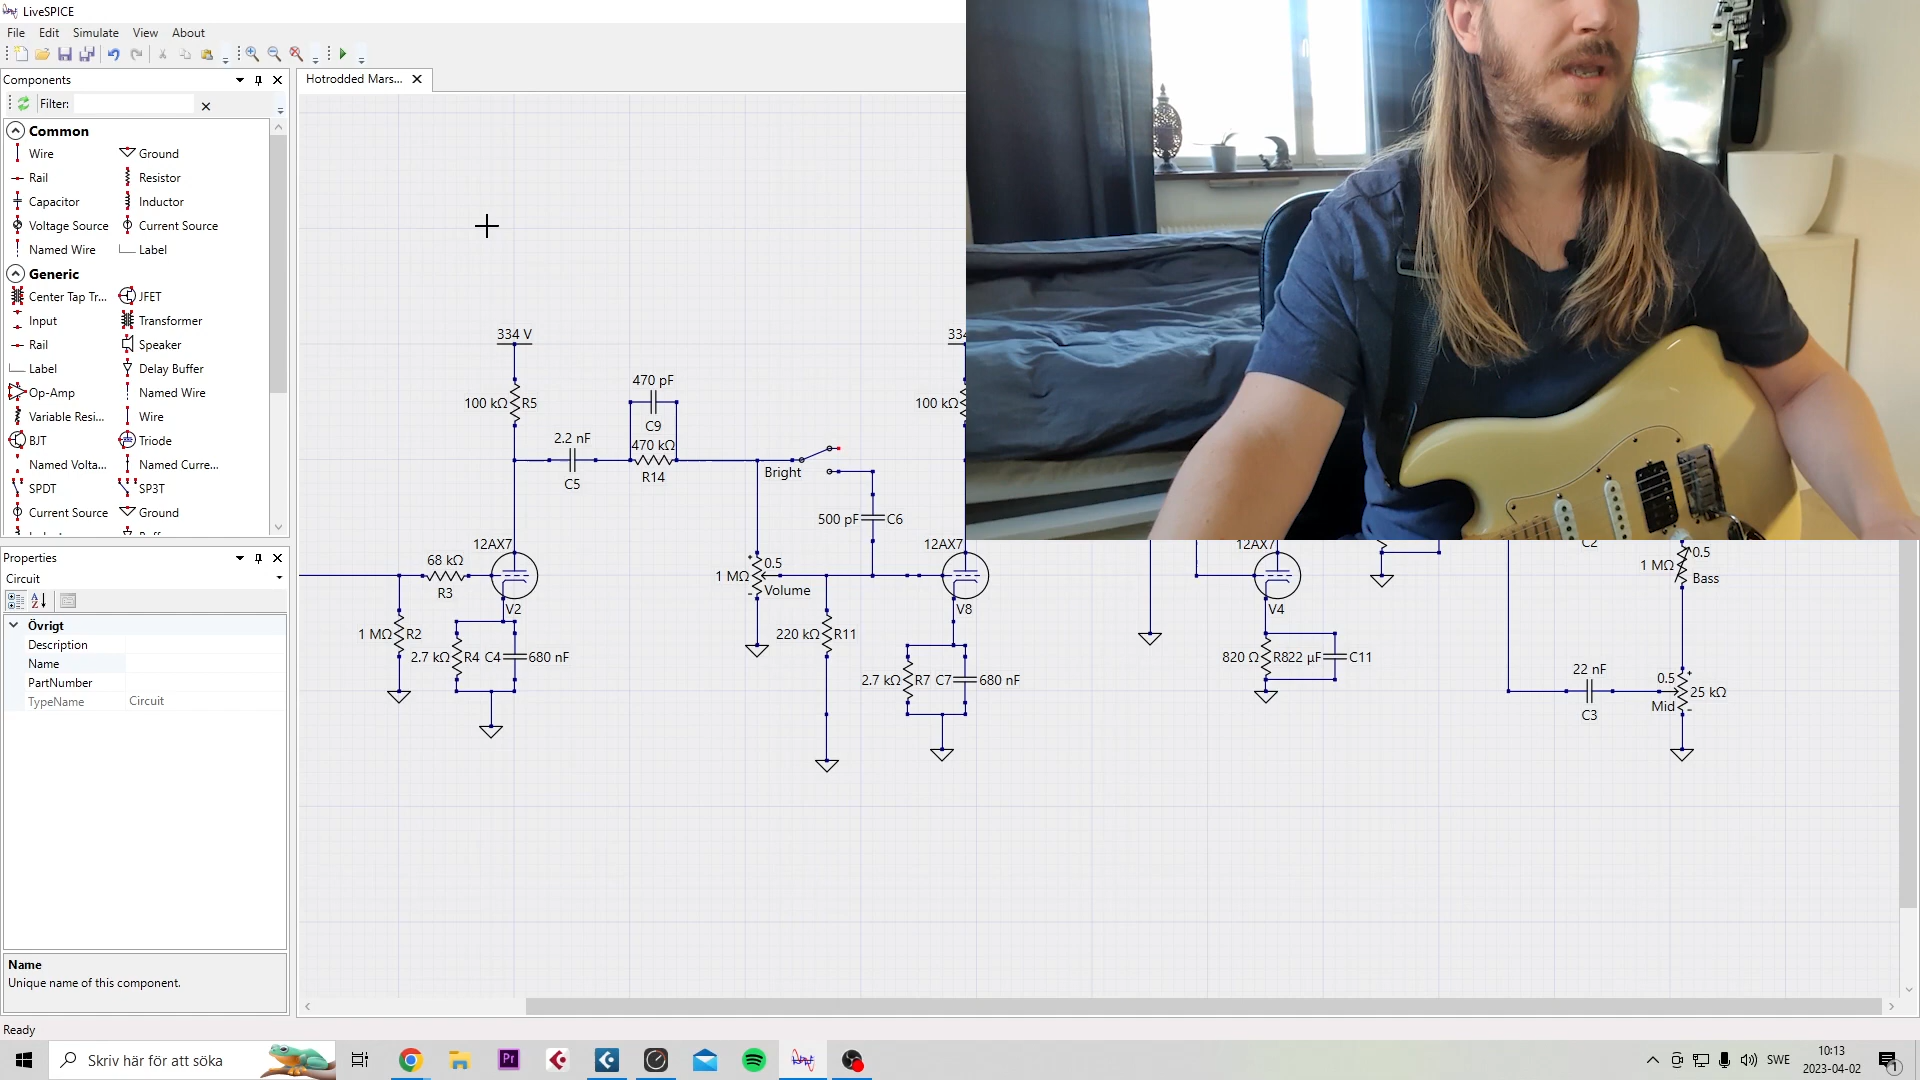 LiveSPICE
File Edit Simulate View About
Components
Hotrodded Mars...
Filter:
Common
Wire Ground
Rail Resistor
Capacitor Inductor
Voltage Source Current Source
Named Wire Label
Generic
Center Tap Tr... JFET
Input Transformer
Rail Speaker
Label Delay Buffer
Op-Amp Named Wire
Variable Resi... Wire
BJT Triode
Named Volta... Named Curre...
SPDT SP3T
Current Source Ground
Properties
Circuit
Övrigt
Description
Name
PartNumber
TypeName Circuit
Name
Unique name of this component.
334 V
334
470 pF
100 kΩ R5
100 kΩ
C9
2.2 nF
470 kΩ
C5
R14
Bright
500 pF C6
12AX7
12AX7
12AX7
C2
68 kΩ
R3
V2
1 MΩ
0.5
Volume
V8
V4
1 MΩ
0.5
Bass
1 MΩ R2
2.7 kΩ R4 C4 680 nF
220 kΩ R11
2.7 kΩ R7 C7 680 nF
820 Ω R8 22 µF C11
22 nF
C3
0.5
25 kΩ
Mid
Ready
Skriv här för att söka
Pr
SWE
10:13
2023-04-02
1